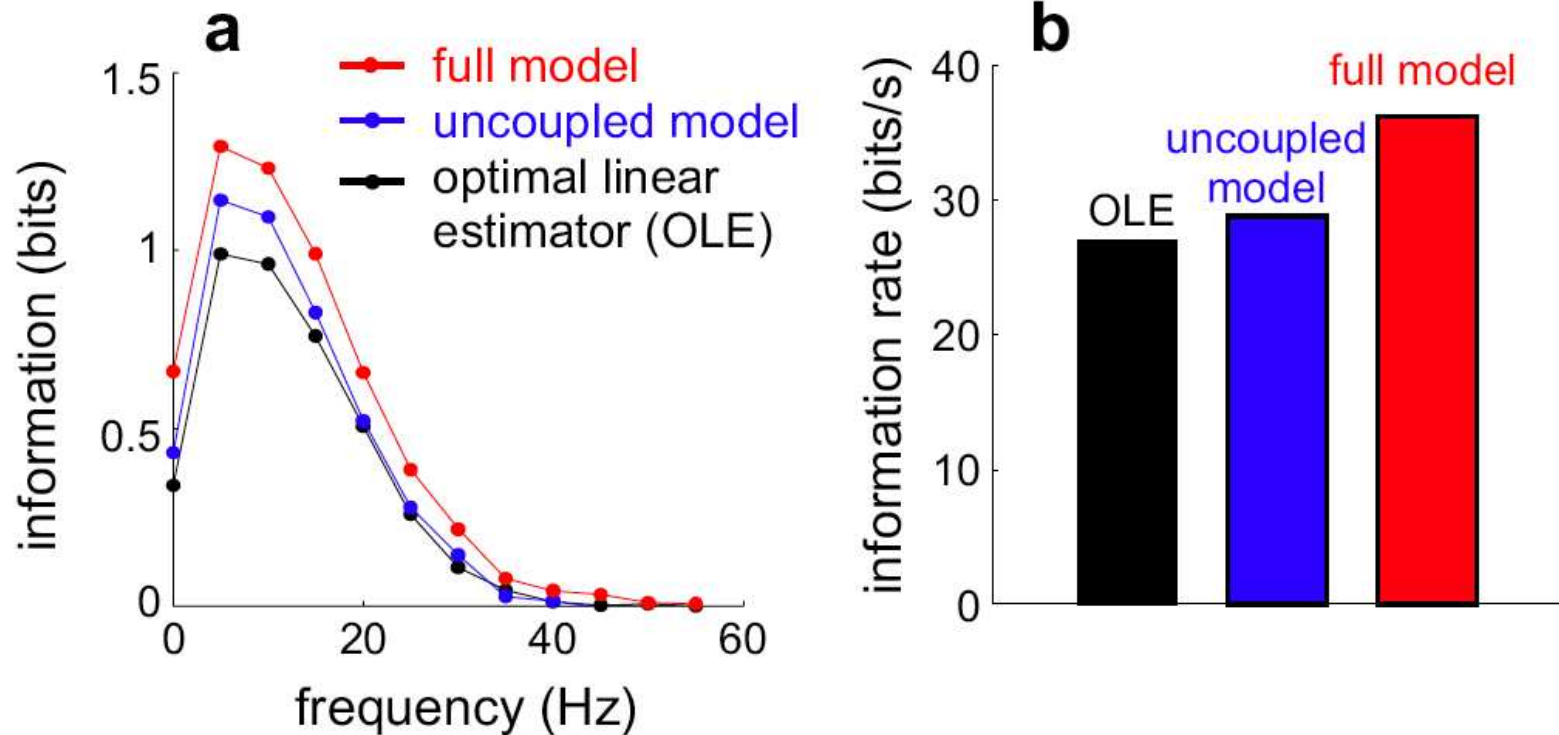 a
full model
uncoupled model
optimal linear
estimator (OLE)
1.5
1
0.5
0
0 20 40 60
information (bits)
frequency (Hz)
b
full model
uncoupled
model
OLE
40
30
20
10
0
information rate (bits/s)